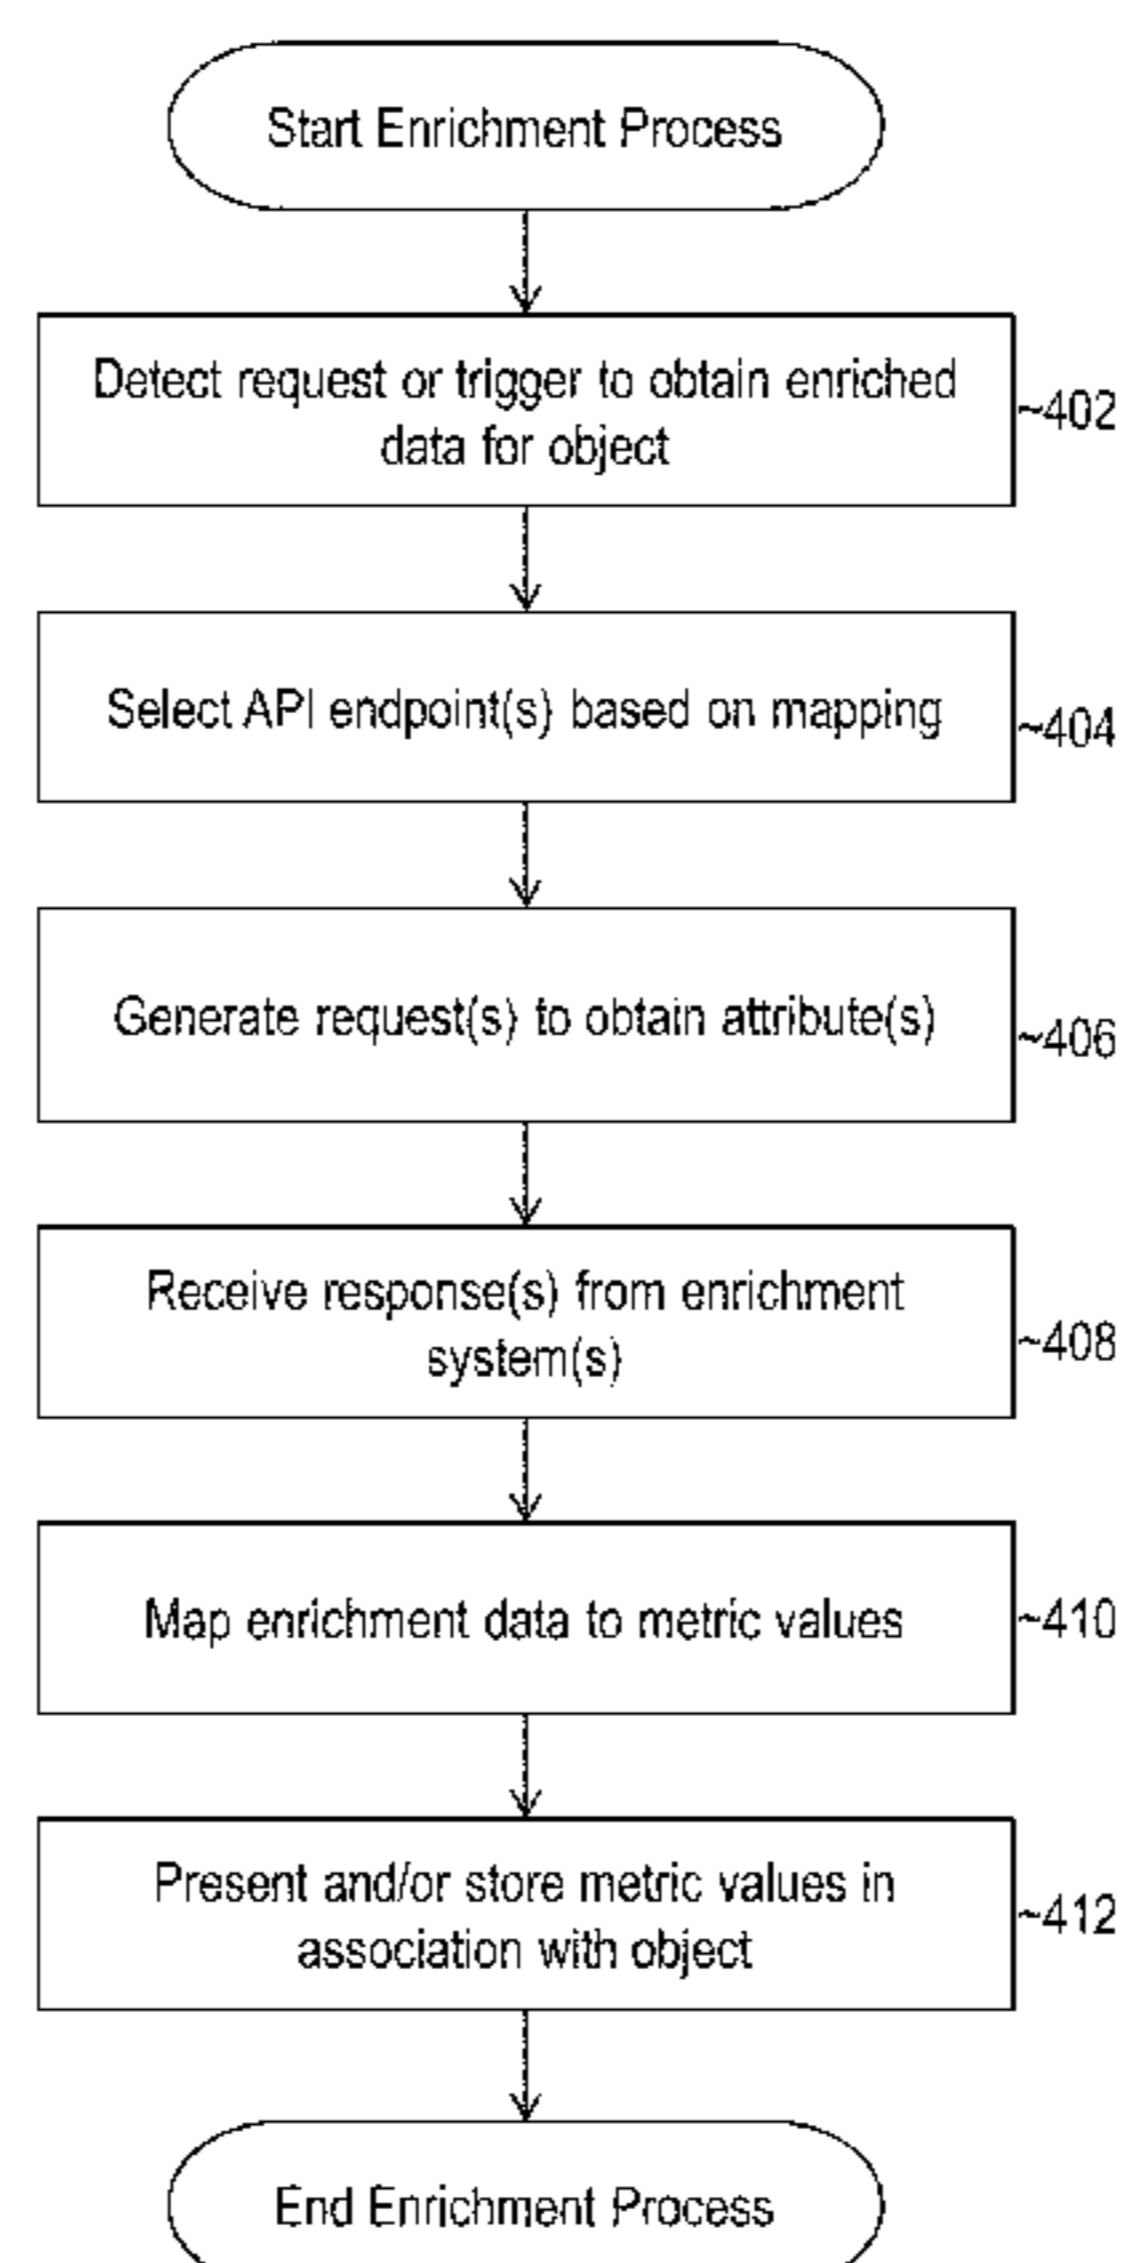 Start Enrichment Process
Detect request or trigger to obtain enriched
data for object
~402
Select API endpoint(s) based on mapping
~404
Generate request(s) to obtain attribute(s)
~406
Receive response(s) from enrichment
system(s)
~408
Map enrichment data to metric values
~410
Present and/or store metric values in
association with object
~412
End Enrichment Process